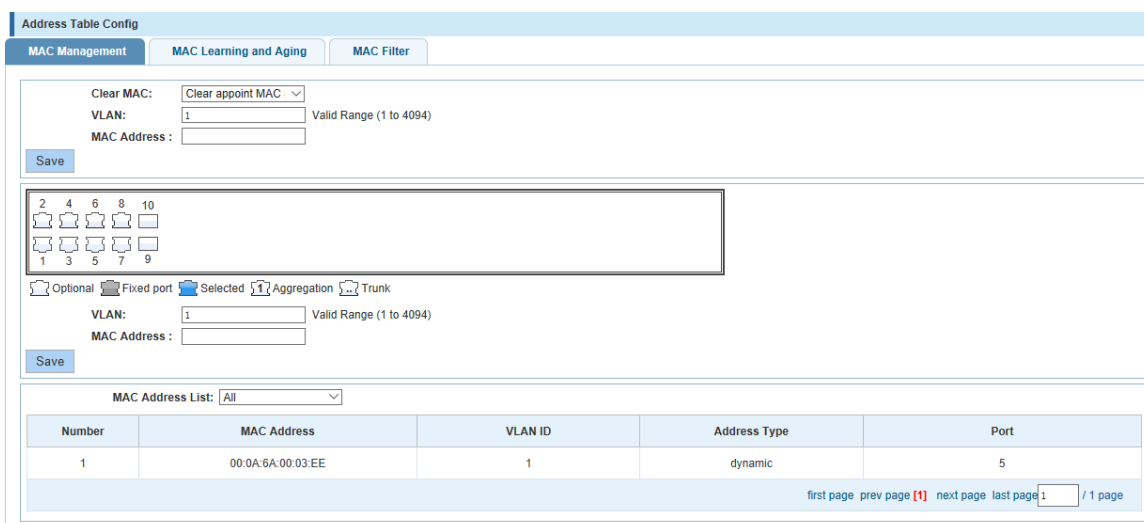 Address Table Config
MAC Management MAC Learning and Aging MAC Filter
Clear MAC: Clear appoint MAC
VLAN: 1 Valid Range (1 to 4094)
MAC Address :
Save
2 4 6 8 10
1 3 5 7 9
Optional Fixed port Selected 1 Aggregation .. Trunk
VLAN: 1 Valid Range (1 to 4094)
MAC Address :
Save
MAC Address List: All
Number MAC Address VLAN ID Address Type Port
1 00:0A:6A:00:03:EE 1 dynamic 5
first page prev page [1] next page last page 1 / 1 page